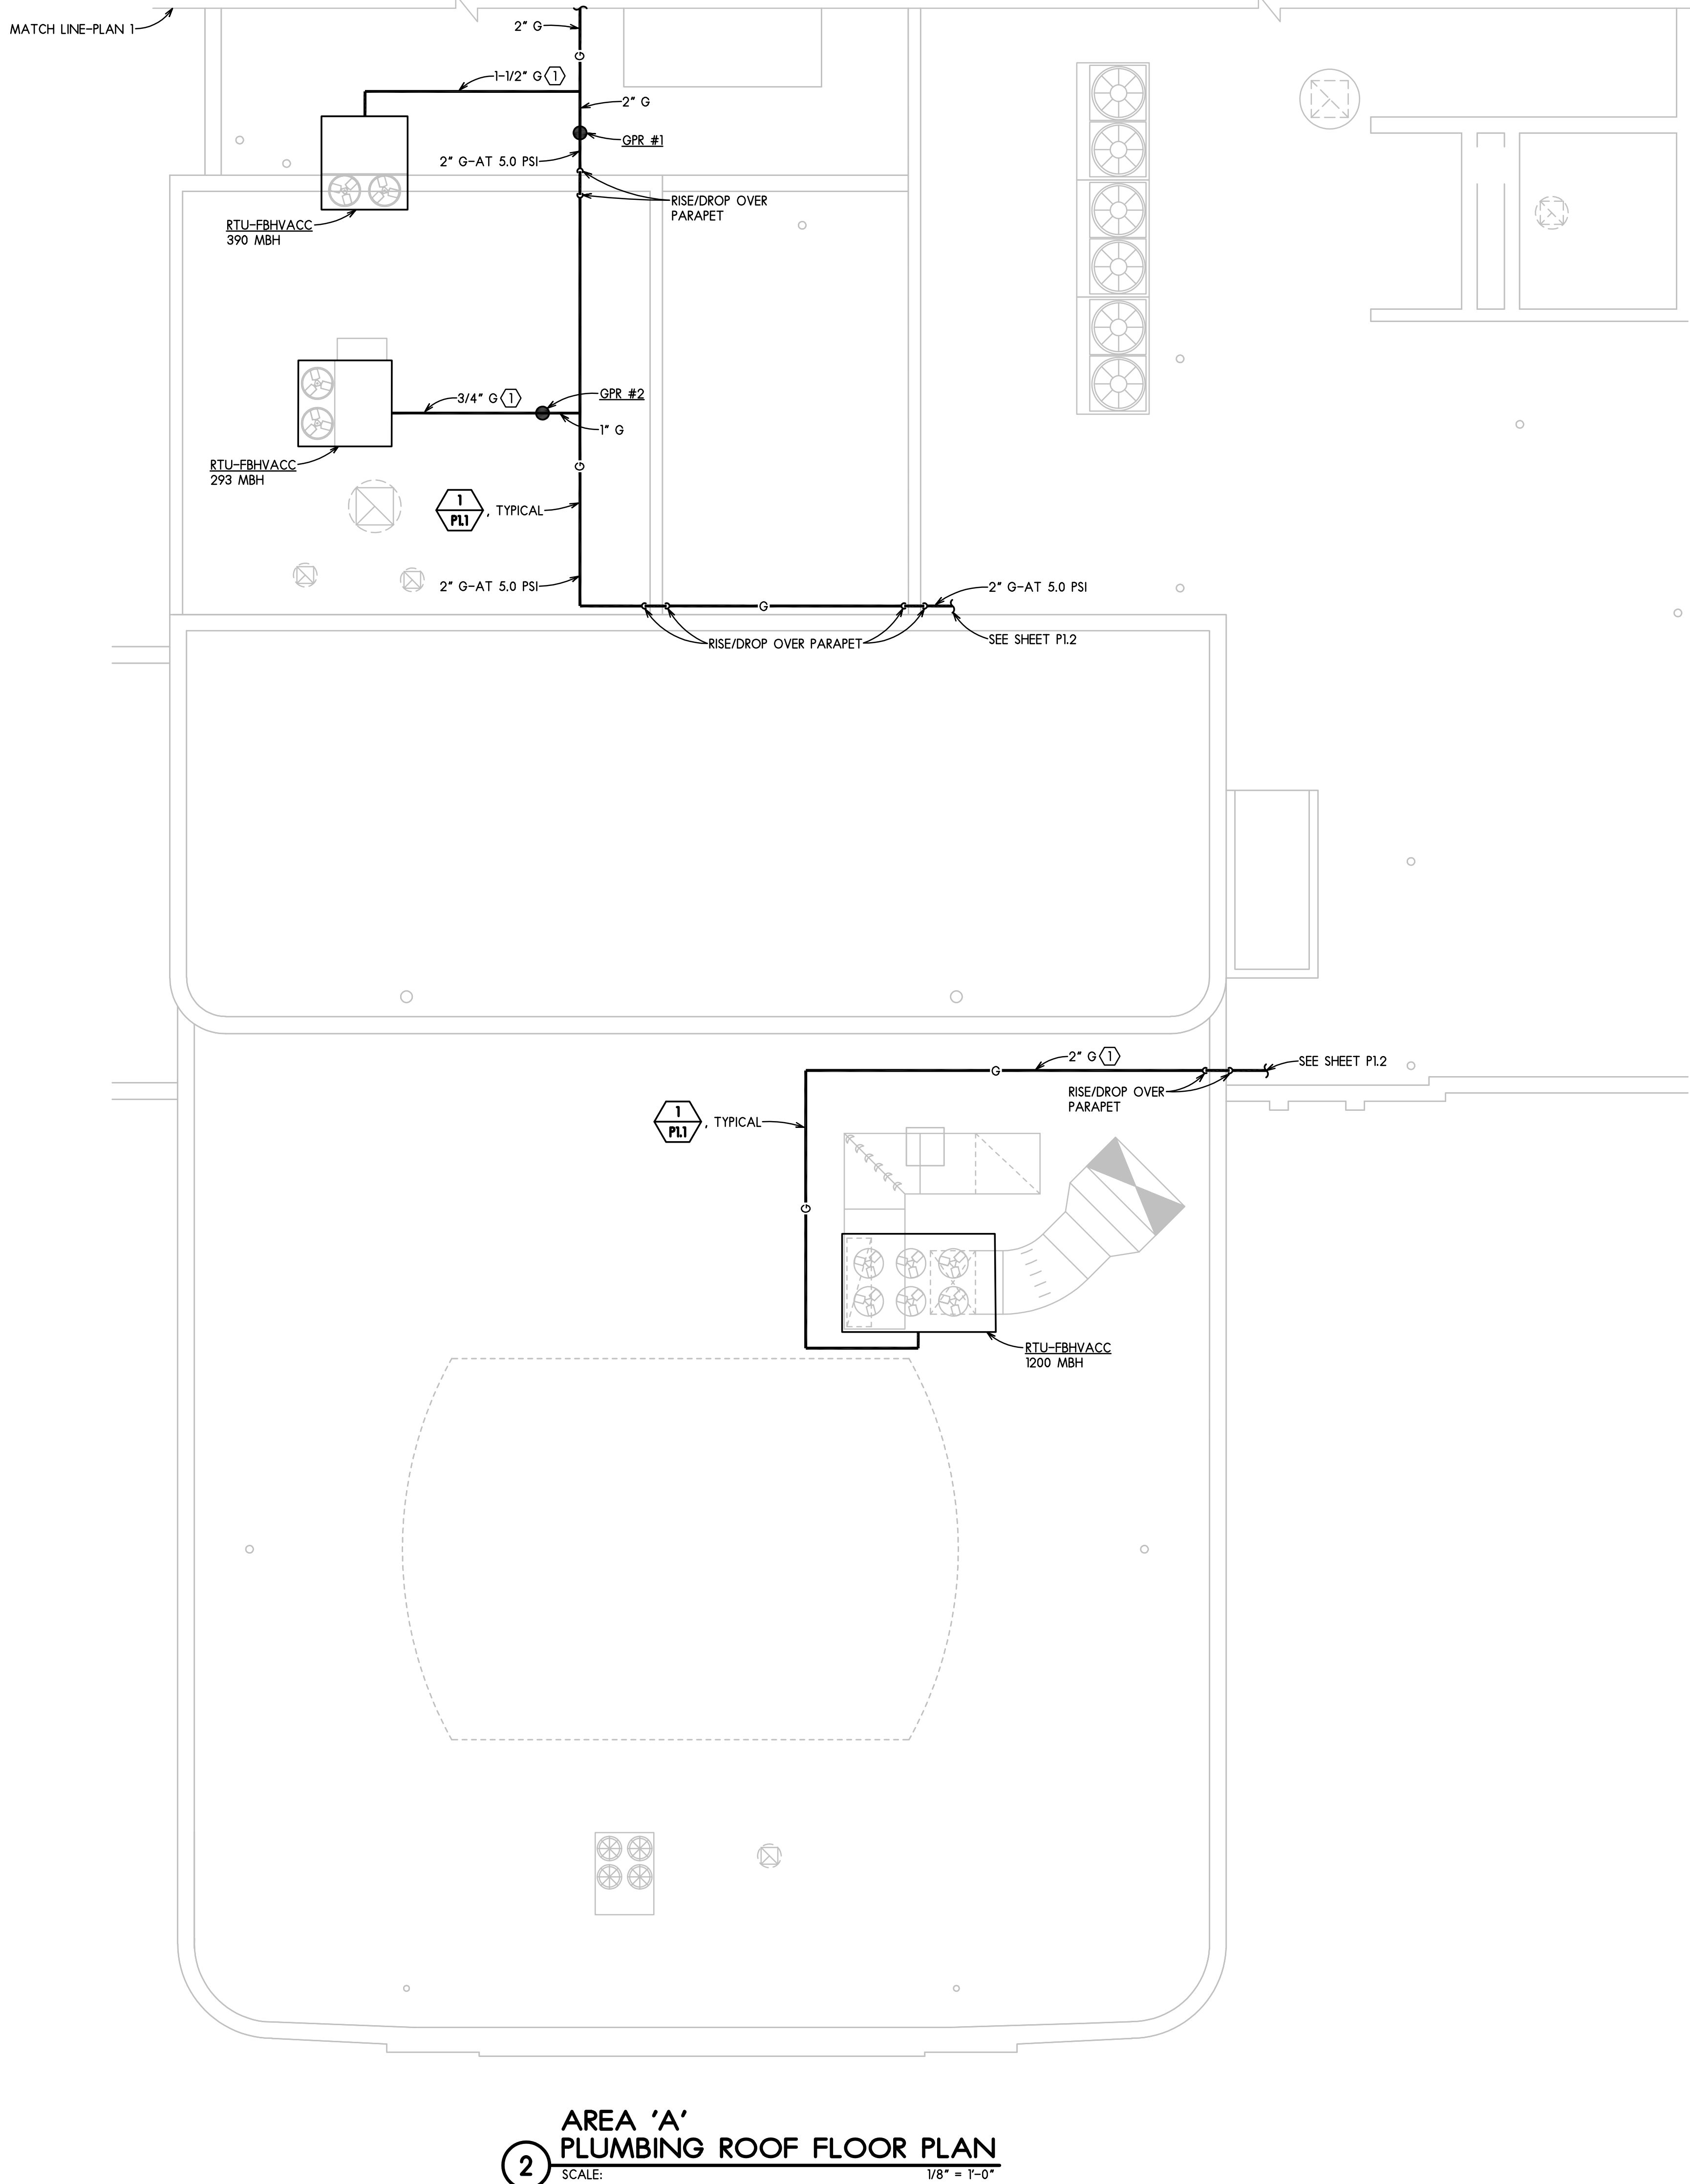 MATCH LINE-PLAN 1
2" G
G
1-1/2" G 1
2" G
GPR #1
2" G-AT 5.0 PSI
RISE/DROP OVER
PARAPET
RTU-FBHVACC
390 MBH
3/4" G 1
GPR #2
1" G
RTU-FBHVACC
293 MBH
G
1
P1.1
, TYPICAL
2" G-AT 5.0 PSI
2" G-AT 5.0 PSI
G
RISE/DROP OVER PARAPET
SEE SHEET P1.2
2" G 1
SEE SHEET P1.2
G
RISE/DROP OVER
PARAPET
1
P1.1
, TYPICAL
G
RTU-FBHVACC
1200 MBH
AREA 'A'
PLUMBING ROOF FLOOR PLAN
2
SCALE: 1/8" = 1'-0"